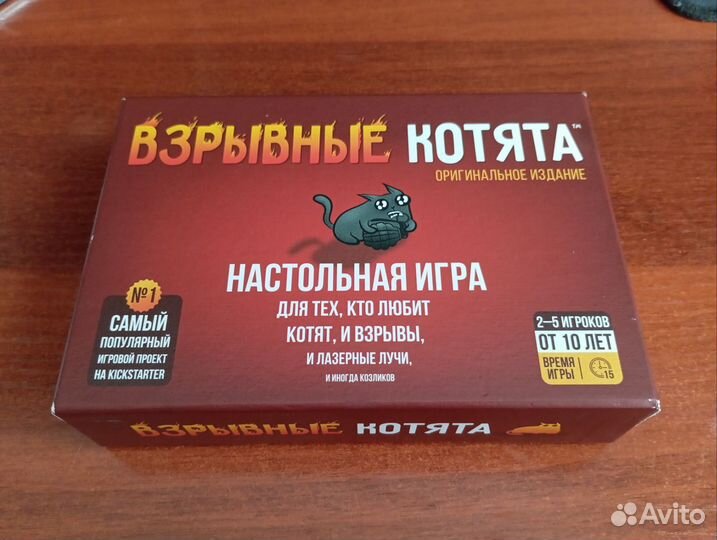 ВЗРЫВНЫЕ КОТЯТА™
ОРИГИНАЛЬНОЕ ИЗДАНИЕ
НАСТОЛЬНАЯ ИГРА
ДЛЯ ТЕХ, КТО ЛЮБИТ
КОТЯТ, И ВЗРЫВЫ,
И ЛАЗЕРНЫЕ ЛУЧИ,
И ИНОГДА КОЗЛИКОВ
№1
САМЫЙ
ПОПУЛЯРНЫЙ
ИГРОВОЙ ПРОЕКТ
НА KICKSTARTER
2–5 ИГРОКОВ
ОТ 10 ЛЕТ
ВРЕМЯ
ИГРЫ
15
ВЗРЫВНЫЕ КОТЯТА
Avito